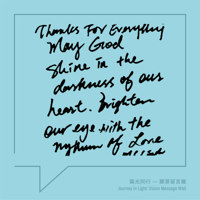 Thanks For Everything
May God
Shine in the
darkness of our
heart. Brighten
our eye with the
rhythm of Love
Journey in Light: Voices Message Wall